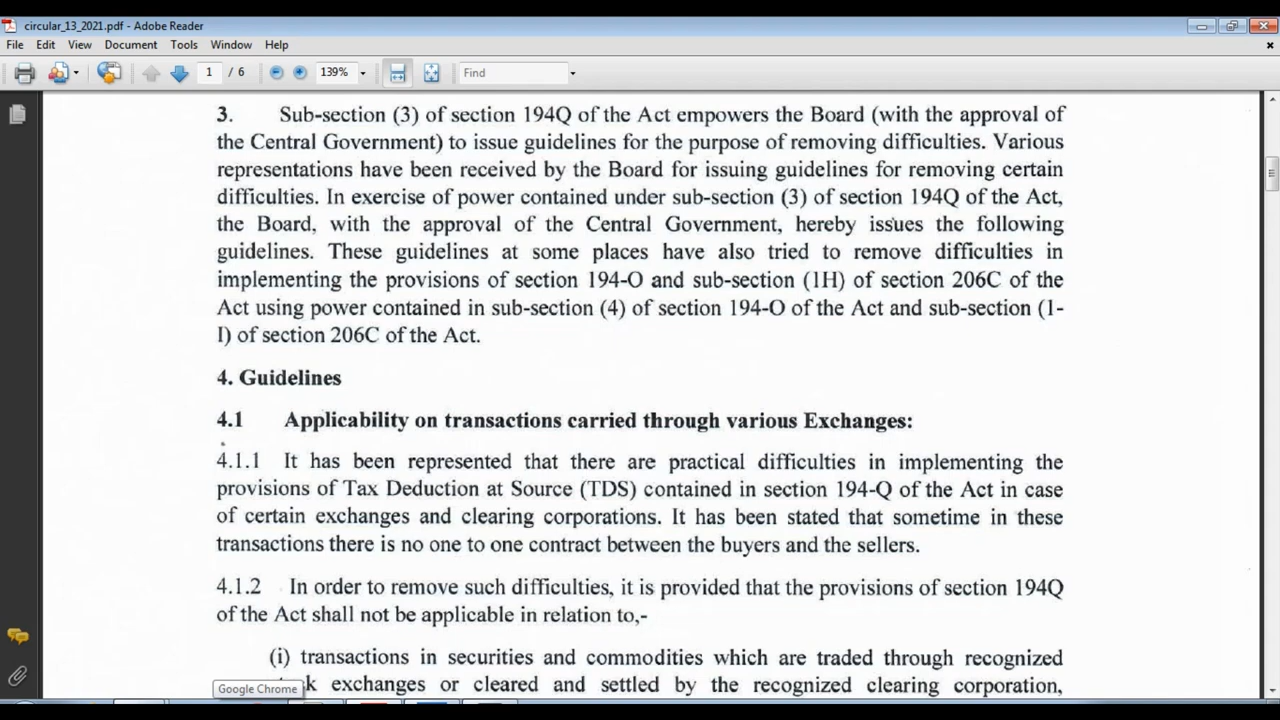 circular_13_2021.pdf - Adobe Reader
File Edit View Document Tools Window Help
1 / 6 139% Find
3. Sub-section (3) of section 194Q of the Act empowers the Board (with the approval of
the Central Government) to issue guidelines for the purpose of removing difficulties. Various
representations have been received by the Board for issuing guidelines for removing certain
difficulties. In exercise of power contained under sub-section (3) of section 194Q of the Act,
the Board, with the approval of the Central Government, hereby issues the following
guidelines. These guidelines at some places have also tried to remove difficulties in
implementing the provisions of section 194-O and sub-section (1H) of section 206C of the
Act using power contained in sub-section (4) of section 194-O of the Act and sub-section (1-
I) of section 206C of the Act.
4. Guidelines
4.1 Applicability on transactions carried through various Exchanges:
4.1.1 It has been represented that there are practical difficulties in implementing the
provisions of Tax Deduction at Source (TDS) contained in section 194-Q of the Act in case
of certain exchanges and clearing corporations. It has been stated that sometime in these
transactions there is no one to one contract between the buyers and the sellers.
4.1.2 In order to remove such difficulties, it is provided that the provisions of section 194Q
of the Act shall not be applicable in relation to,-
(i) transactions in securities and commodities which are traded through recognized
exchanges or cleared and settled by the recognized clearing corporation,
Google Chrome